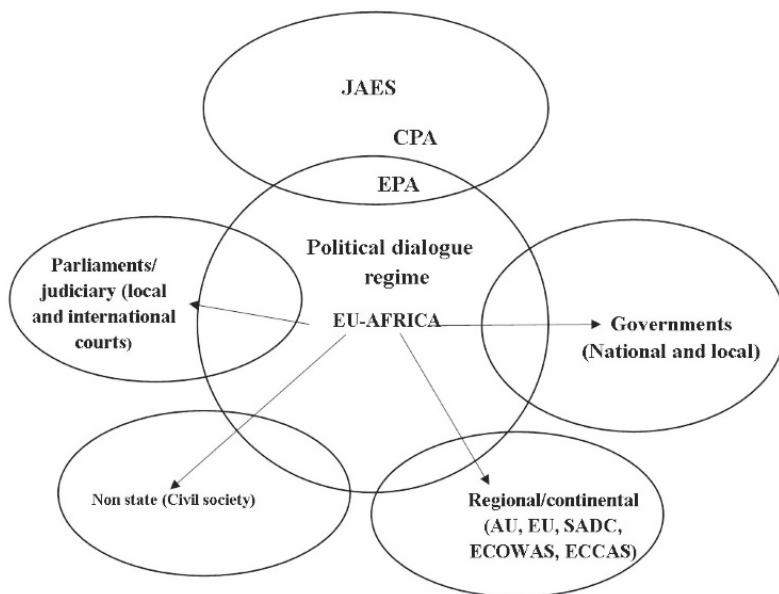 JAES
CPA
EPA
Political dialogue
regime
EU-AFRICA
Parliaments/
judiciary (local
and international
courts)
Governments
(National and local)
Non state (Civil society)
Regional/continental
(AU, EU, SADC,
ECOWAS, ECCAS)